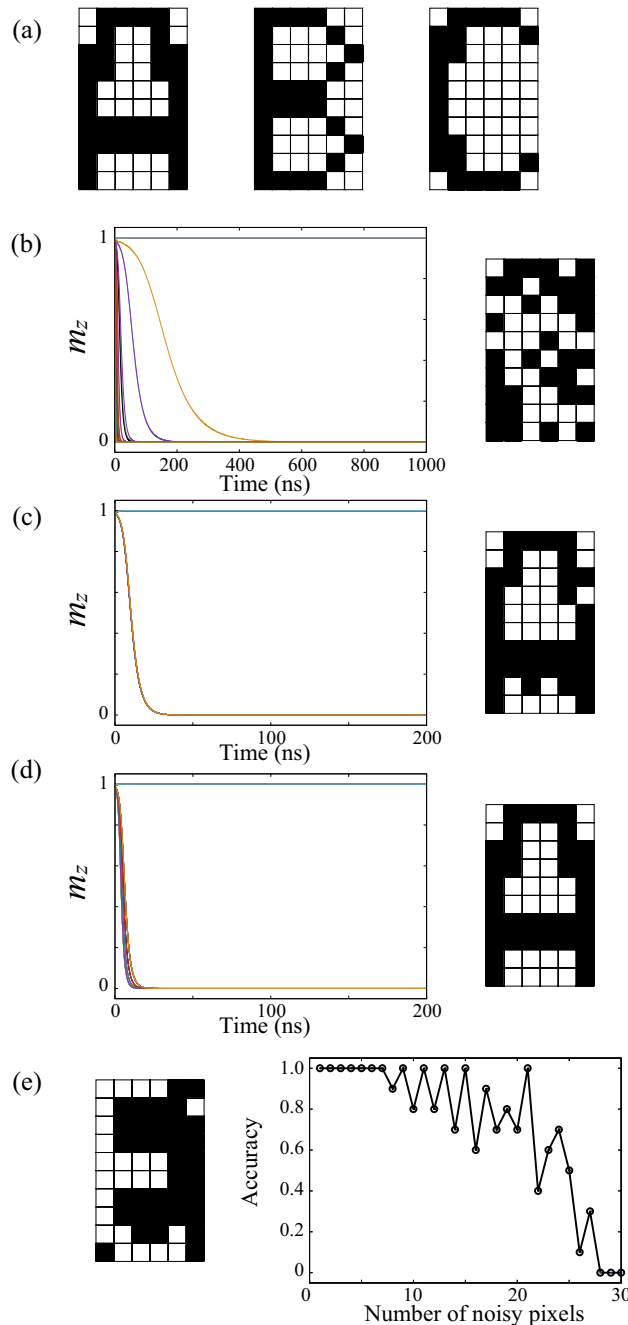 (a)
(b)
1
m_z
0
0 200 400 600 800 1000
Time (ns)
(c)
1
m_z
0
0 100 200
Time (ns)
(d)
1
m_z
0
0 100 200
Time (ns)
(e)
1.0
0.8
0.6
0.4
0.2
0
Accuracy
0 10 20 30
Number of noisy pixels